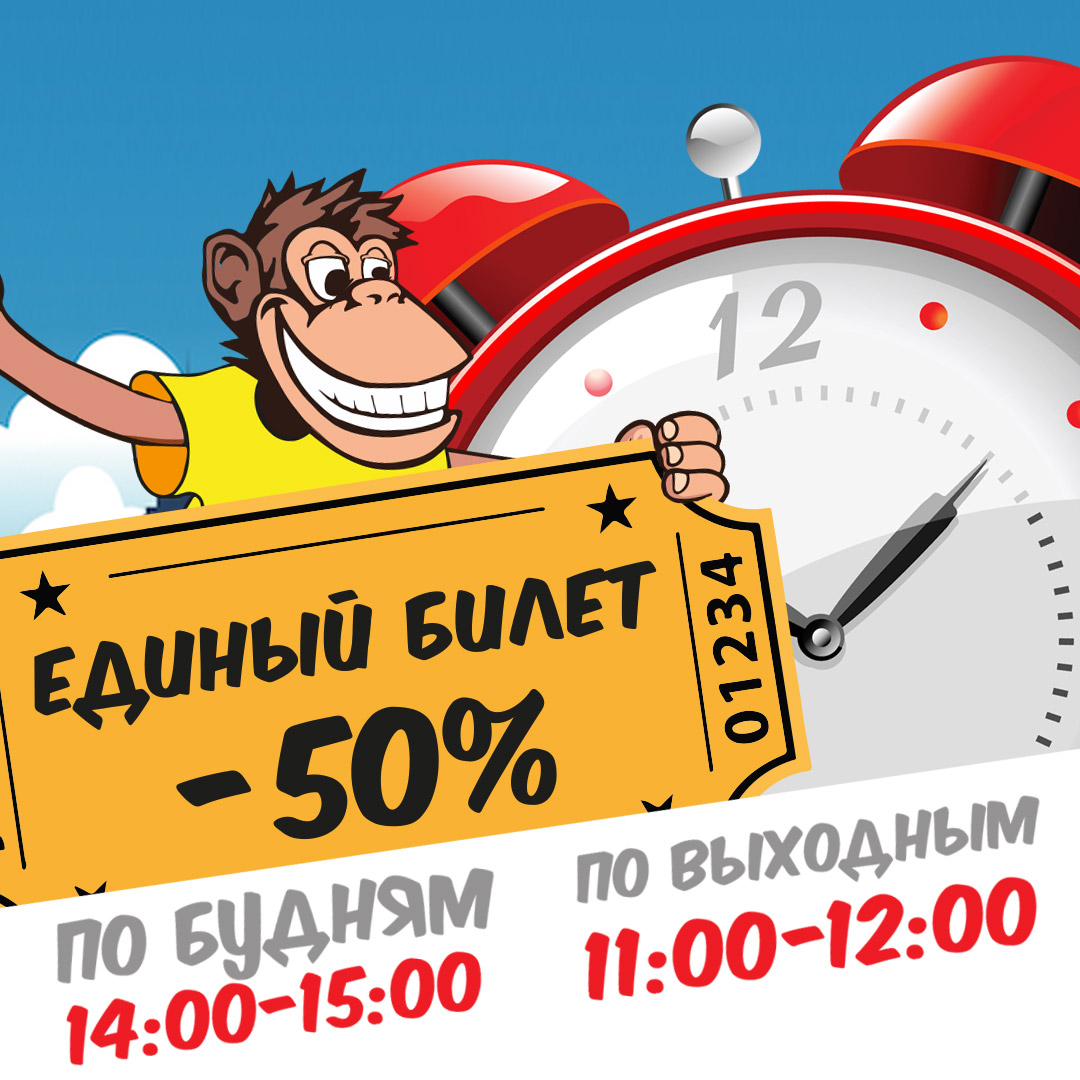 12
ЕДИНЫЙ БИЛЕТ
-50%
01234
ПО БУДНЯМ
14:00-15:00
ПО ВЫХОДНЫМ
11:00-12:00